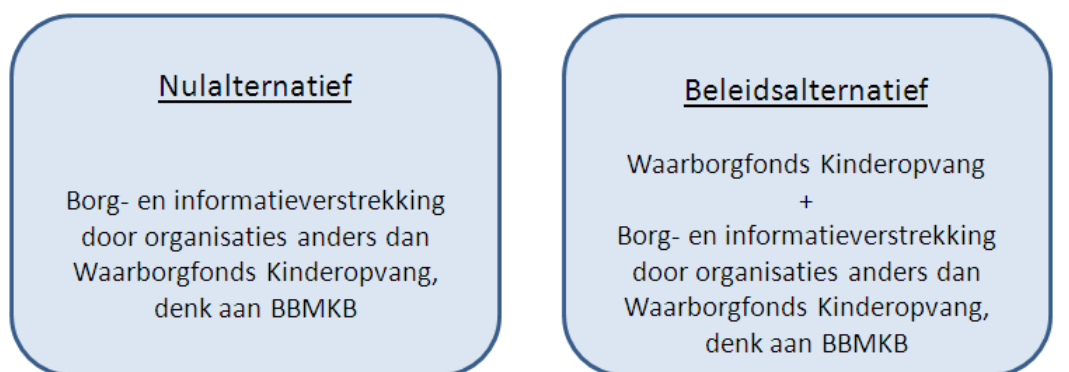 Nulalternatief
Borg- en informatieverstrekking
door organisaties anders dan
Waarborgfonds Kinderopvang,
denk aan BBMKB
Beleidsalternatief
Waarborgfonds Kinderopvang
+
Borg- en informatieverstrekking
door organisaties anders dan
Waarborgfonds Kinderopvang,
denk aan BBMKB